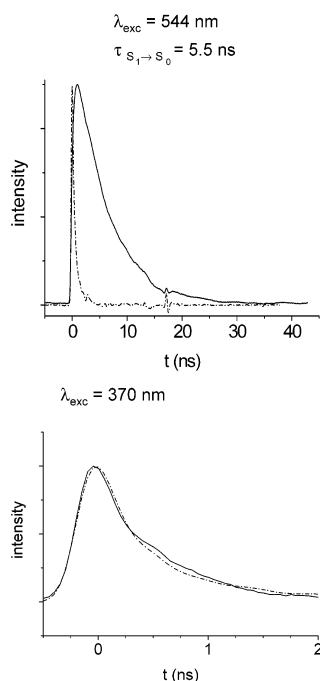 λexc = 544 nm
τ S1→S0 = 5.5 ns
intensity
0 10 20 30 40
t (ns)
λexc = 370 nm
intensity
0 1 2
t (ns)